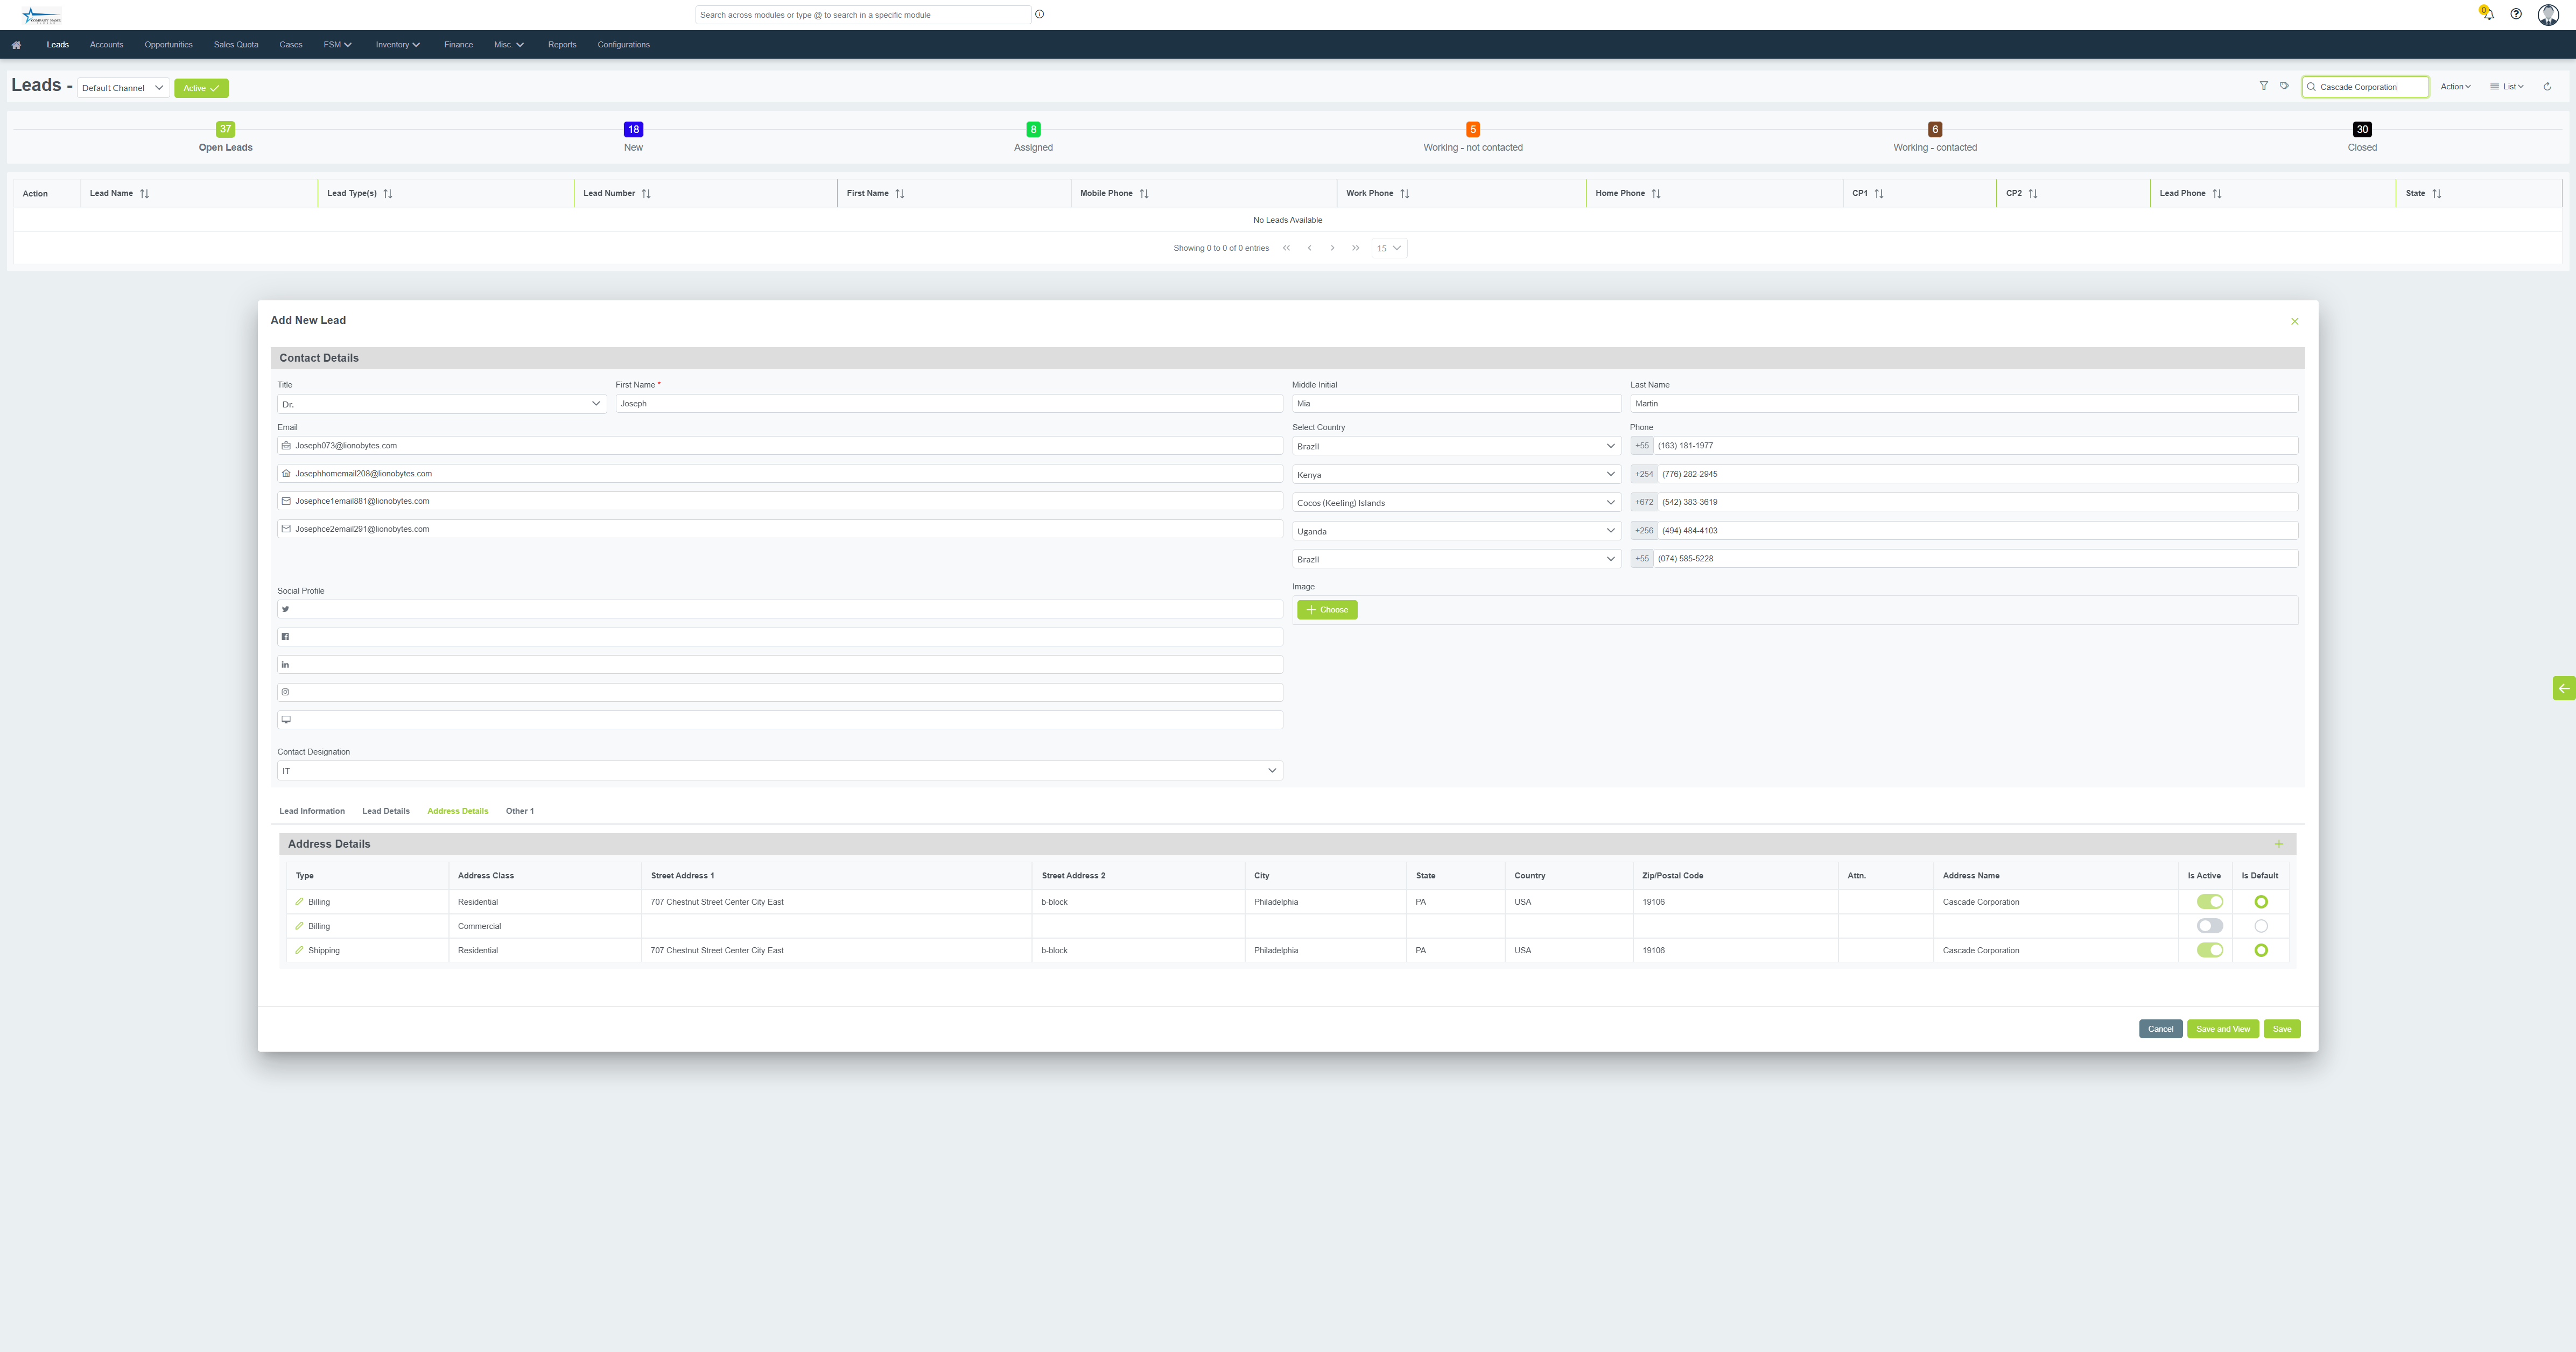 COMPANY NAME
Search across modules or type @ to search in a specific module
0
Leads Accounts Opportunities Sales Quota Cases FSM Inventory Finance Misc. Reports Configurations
Leads - Default Channel Active Cascade Corporation Action List
37 18 8 5 6 30
Open Leads New Assigned Working - not contacted Working - contacted Closed
Action Lead Name Lead Type(s) Lead Number First Name Mobile Phone Work Phone Home Phone CP1 CP2 Lead Phone State
No Leads Available
Showing 0 to 0 of 0 entries 15
Add New Lead
Contact Details
Title First Name * Middle Initial Last Name
Dr. Joseph Mia Martin
Email Select Country Phone
Joseph073@lionobytes.com Brazil +55 (163) 181-1977
Josephhomemail208@lionobytes.com Kenya +254 (776) 282-2945
Josephce1email881@lionobytes.com Cocos (Keeling) Islands +672 (542) 383-3619
Josephce2email291@lionobytes.com Uganda +256 (494) 484-4103
Brazil +55 (074) 585-5228
Social Profile Image
Choose
Contact Designation
IT
Lead Information Lead Details Address Details Other 1
Address Details
Type Address Class Street Address 1 Street Address 2 City State Country Zip/Postal Code Attn. Address Name Is Active Is Default
Billing Residential 707 Chestnut Street Center City East b-block Philadelphia PA USA 19106 Cascade Corporation
Billing Commercial
Shipping Residential 707 Chestnut Street Center City East b-block Philadelphia PA USA 19106 Cascade Corporation
Cancel Save and View Save